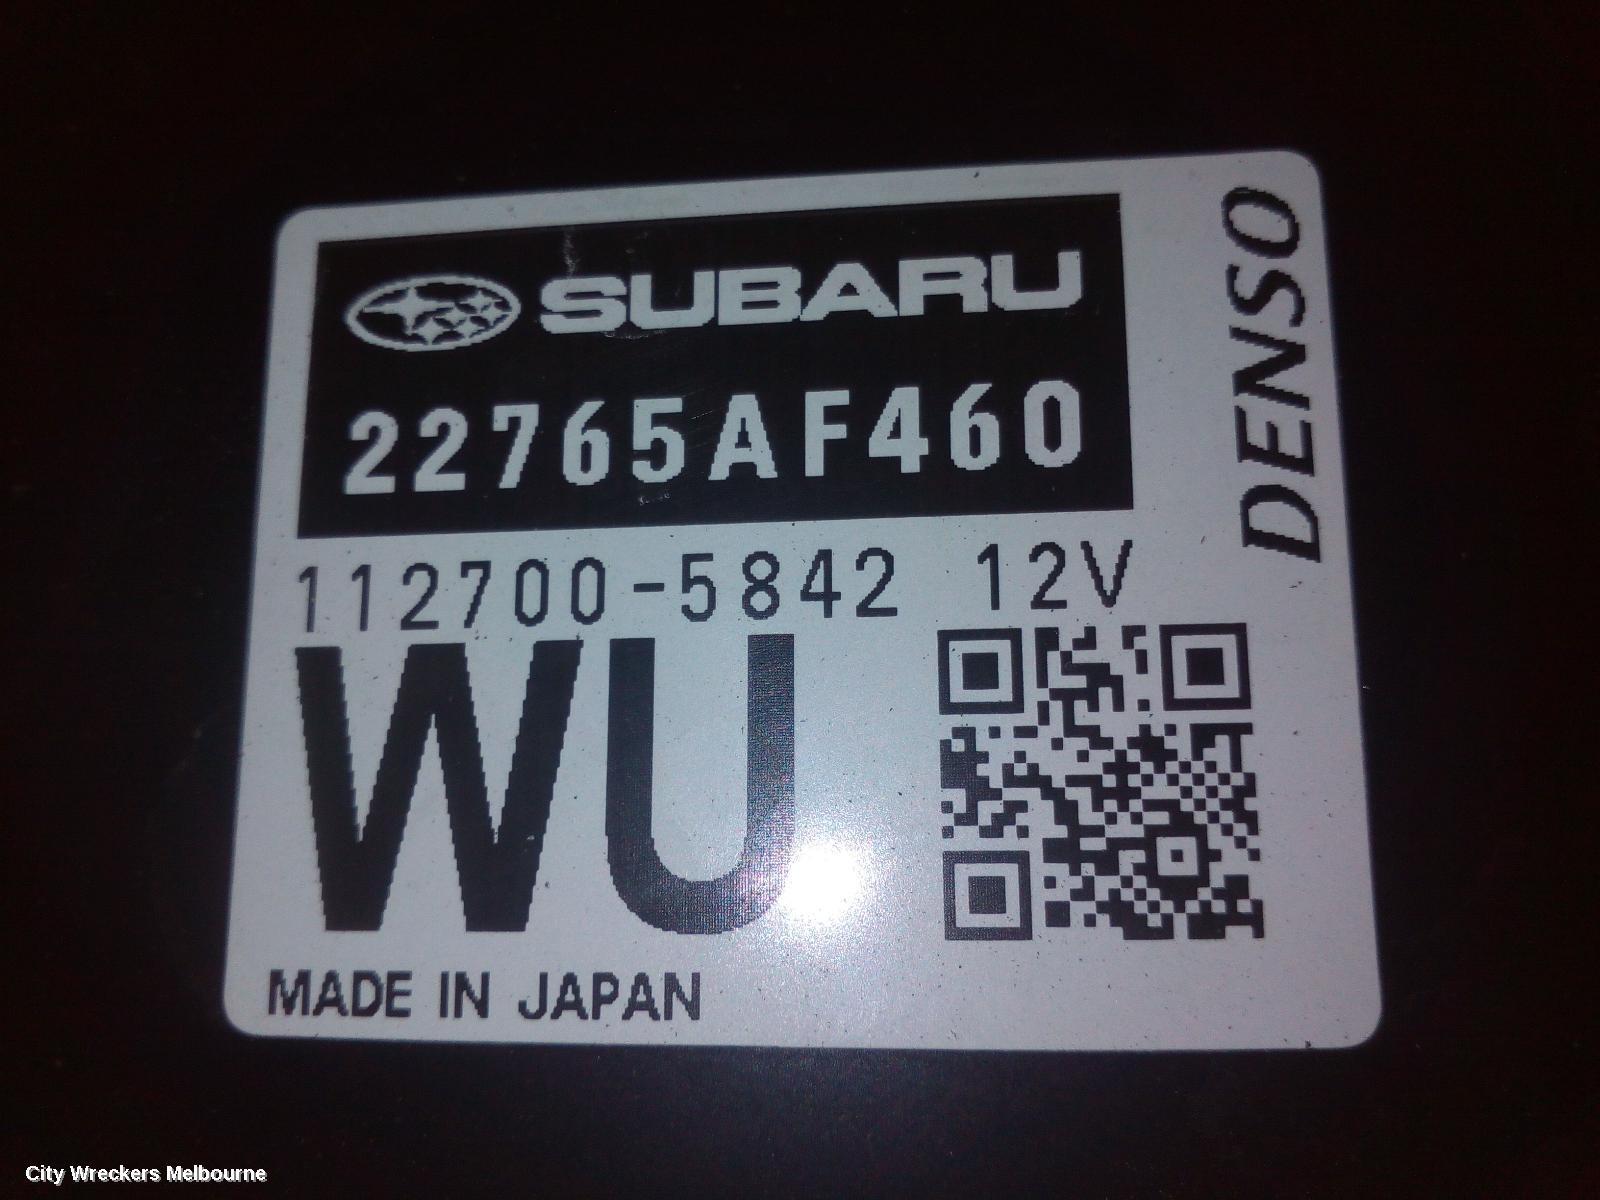 SUBARU
22765AF460
112700-5842 12V
WU
MADE IN JAPAN
DENSO
City Wreckers Melbourne